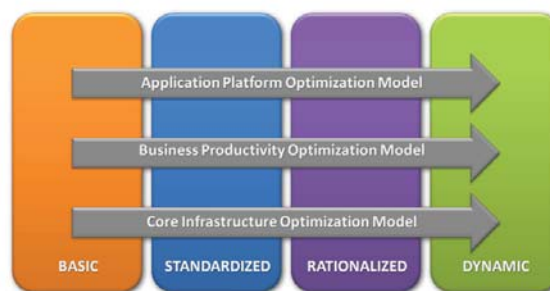 Application Platform Optimization Model
Business Productivity Optimization Model
Core Infrastructure Optimization Model
BASIC
STANDARDIZED
RATIONALIZED
DYNAMIC